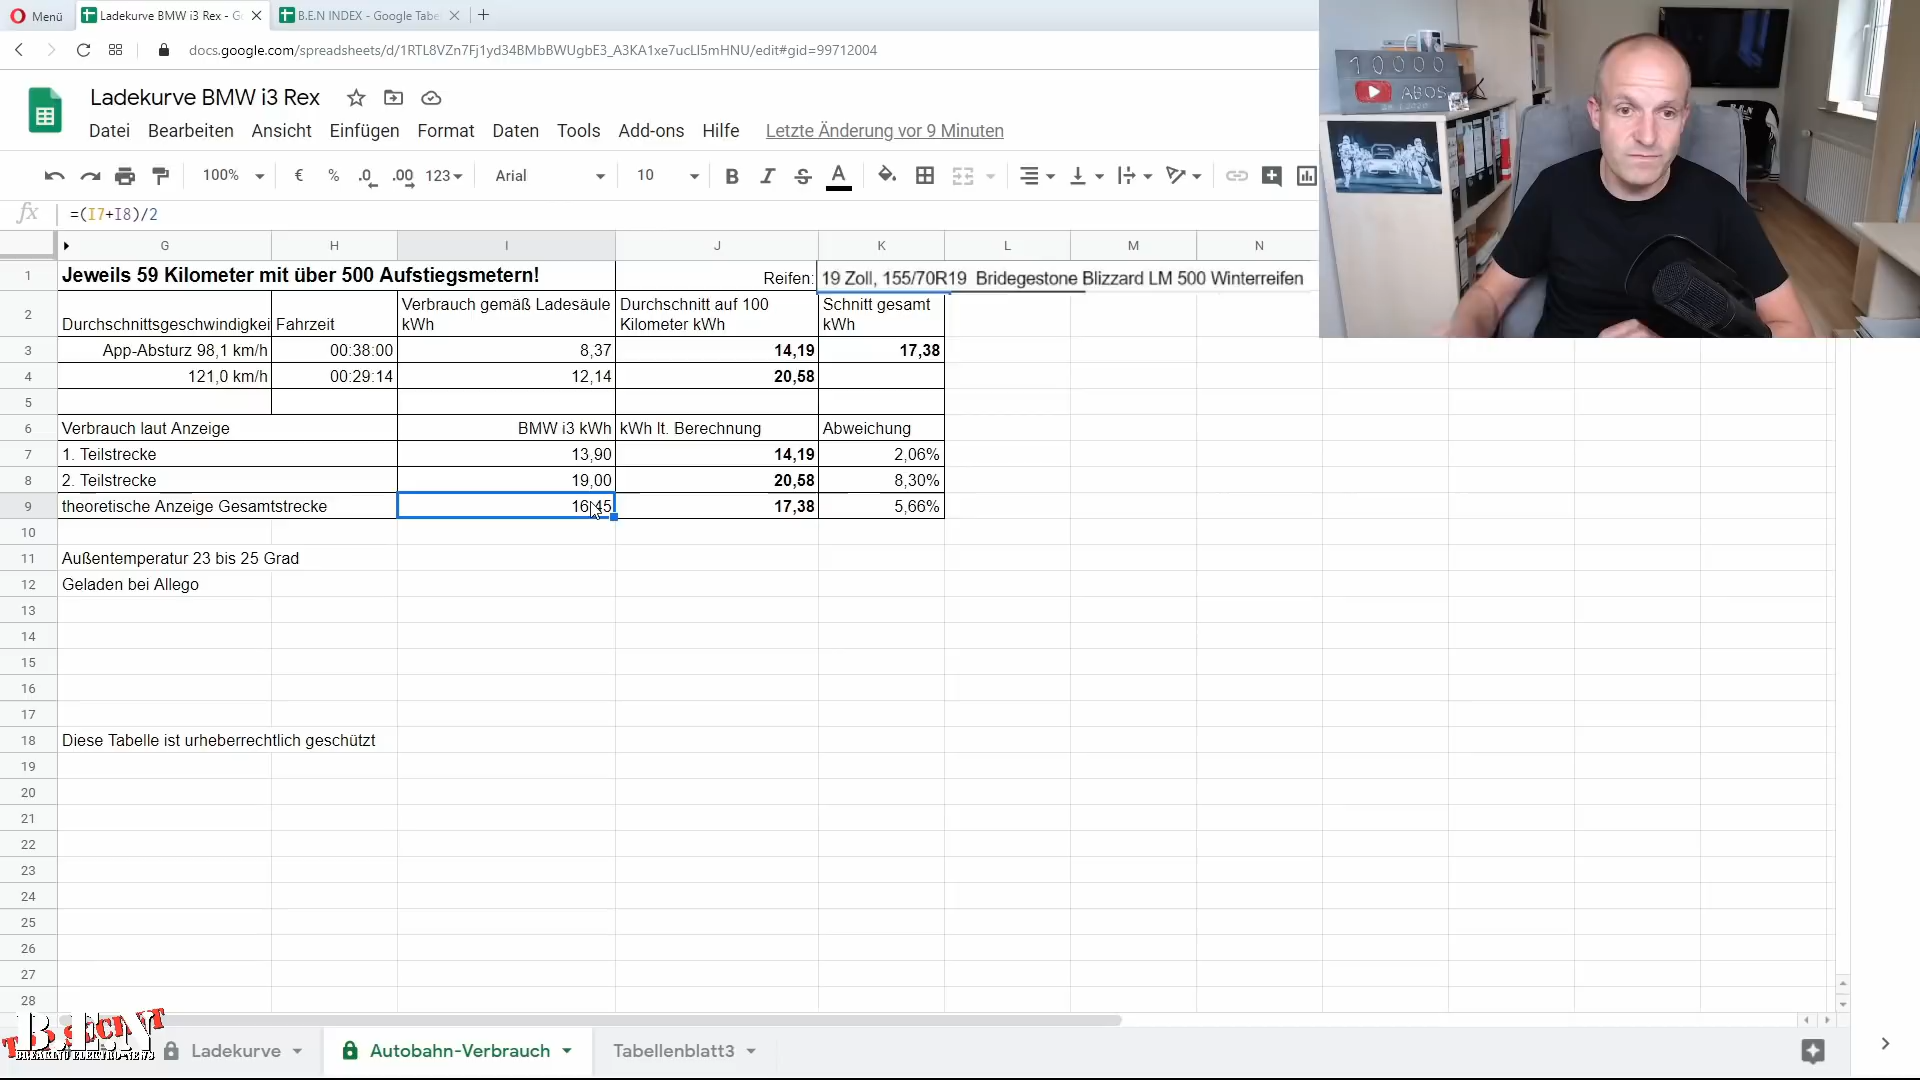 Menü
Ladekurve BMW i3 Rex - G
B.E.N INDEX - Google Tabe
docs.google.com/spreadsheets/d/1RTL8VZn7Fj1yd34BMbBWUgbE3_A3KA1xe7ucLI5mHNU/edit#gid=99712004
Ladekurve BMW i3 Rex
Datei Bearbeiten Ansicht Einfügen Format Daten Tools Add-ons Hilfe Letzte Änderung vor 9 Minuten
100% € % .0 .00 123 Arial 10 B I S A
fx =(I7+I8)/2
G H I J K L M N
1 Jeweils 59 Kilometer mit über 500 Aufstiegsmetern! Reifen: 19 Zoll, 155/70R19 Bridegestone Blizzard LM 500 Winterreifen
2 Durchschnittsgeschwindigkei Fahrzeit Verbrauch gemäß Ladesäule kWh Durchschnitt auf 100 Kilometer kWh Schnitt gesamt kWh
3 App-Absturz 98,1 km/h 00:38:00 8,37 14,19 17,38
4 121,0 km/h 00:29:14 12,14 20,58
5
6 Verbrauch laut Anzeige BMW i3 kWh kWh lt. Berechnung Abweichung
7 1. Teilstrecke 13,90 14,19 2,06%
8 2. Teilstrecke 19,00 20,58 8,30%
9 theoretische Anzeige Gesamtstrecke 16,45 17,38 5,66%
10
11 Außentemperatur 23 bis 25 Grad
12 Geladen bei Allego
13
14
15
16
17
18 Diese Tabelle ist urheberrechtlich geschützt
19
20
21
22
23
24
25
26
27
28
Ladekurve Autobahn-Verbrauch Tabellenblatt3
B.E.N
BREAKING ELECTRO-NEWS
10000
ABOS